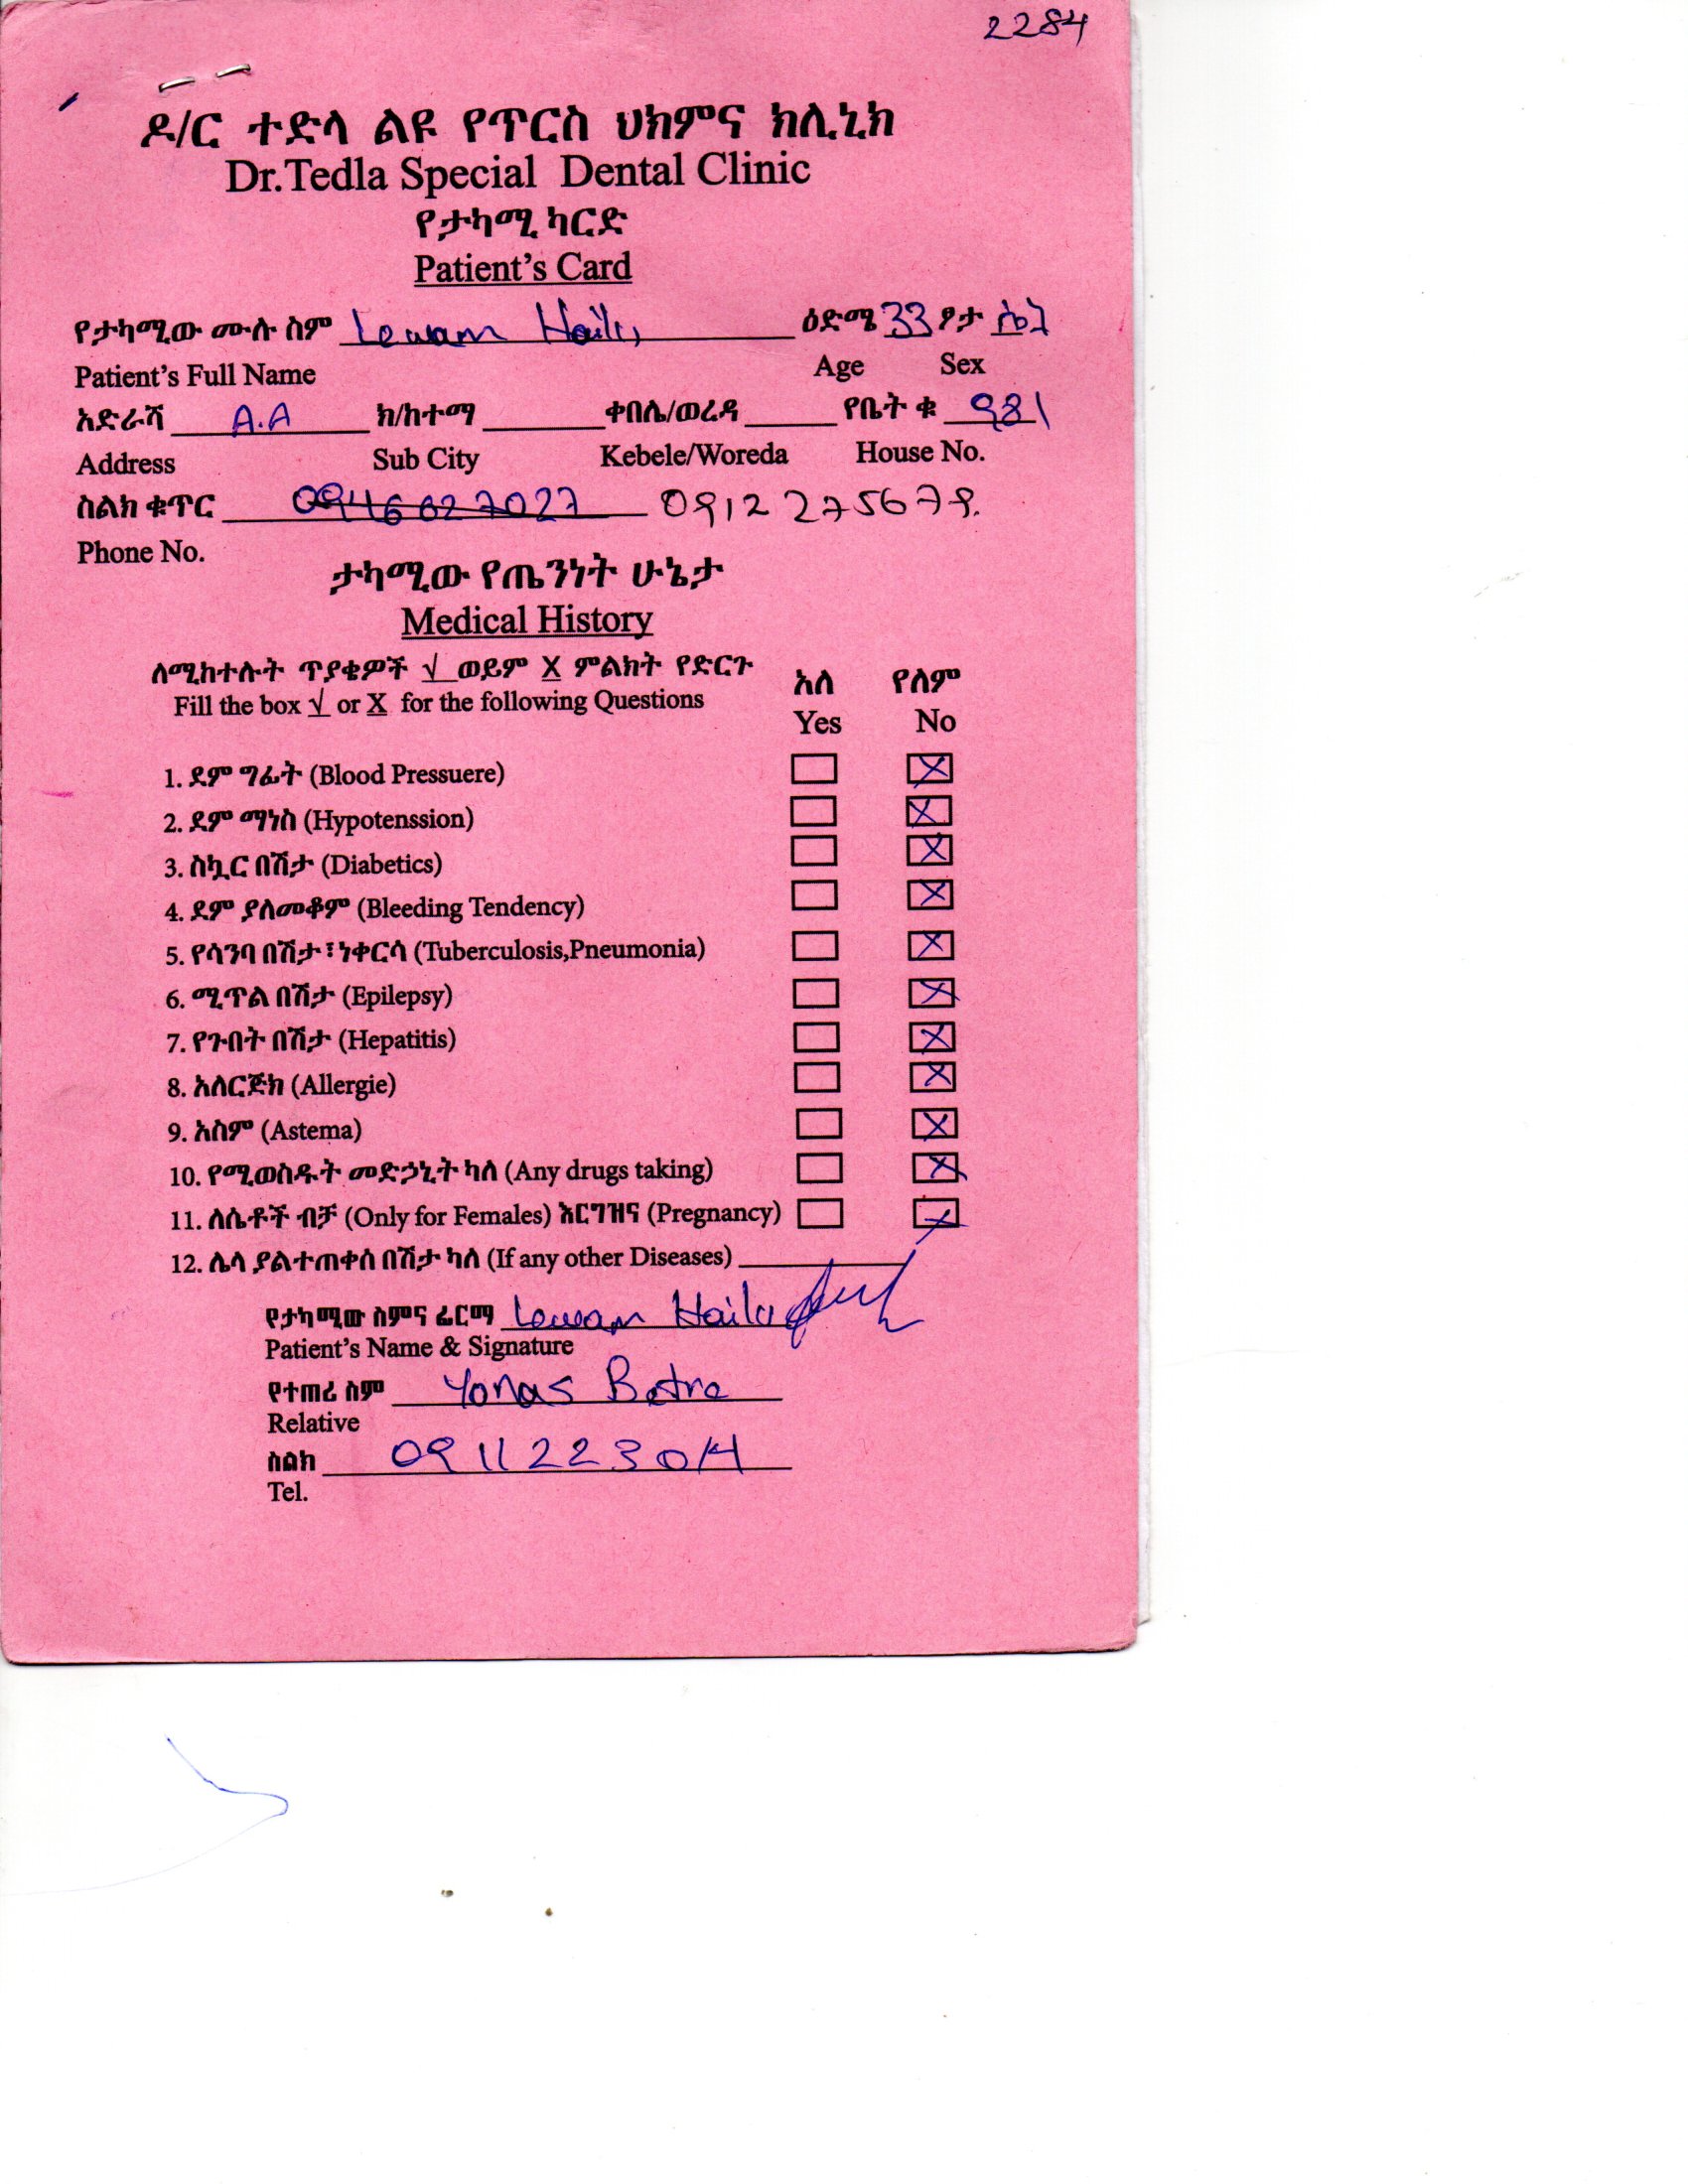 2284
ዶ/ር ተድላ ልዩ የጥርስ ህክምና ክሊኒክ
Dr.Tedla Special Dental Clinic
የታካሚ ካርድ
Patient's Card
የታካሚው ሙሉ ስም Lewam Hailu ዕድሜ 33 ፆታ ሴት
Patient's Full Name Age Sex
አድራሻ A.A ክ/ከተማ ቀበሌ/ወረዳ የቤት ቁ 981
Address Sub City Kebele/Woreda House No.
ስልክ ቁጥር 0946627027 0912275679.
Phone No.
ታካሚው የጤንነት ሁኔታ
Medical History
ለሚከተሉት ጥያቄዎች √ ወይም X ምልክት የድርጉ አለ የለም
Fill the box √ or X for the following Questions Yes No
1. ደም ግፊት (Blood Pressuere) X
2. ደም ማነስ (Hypotenssion) X
3. ስኳር በሽታ (Diabetics) X
4. ደም ያለመቆም (Bleeding Tendency) X
5. የሳንባ በሽታ፣ነቀርሳ (Tuberculosis,Pneumonia) X
6. ሚጥል በሽታ (Epilepsy) X
7. የጉበት በሽታ (Hepatitis) X
8. አለርጅክ (Allergie) X
9. አስም (Astema) X
10. የሚወስዱት መድኃኒት ካለ (Any drugs taking) X
11. ለሴቶች ብቻ (Only for Females) እርግዝና (Pregnancy) X
12. ሌላ ያልተጠቀሰ በሽታ ካለ (If any other Diseases)
የታካሚው ስምና ፊርማ Lewam Hailu
Patient's Name & Signature
የተጠሪ ስም Yonas
Relative
ስልክ 0911223014
Tel.